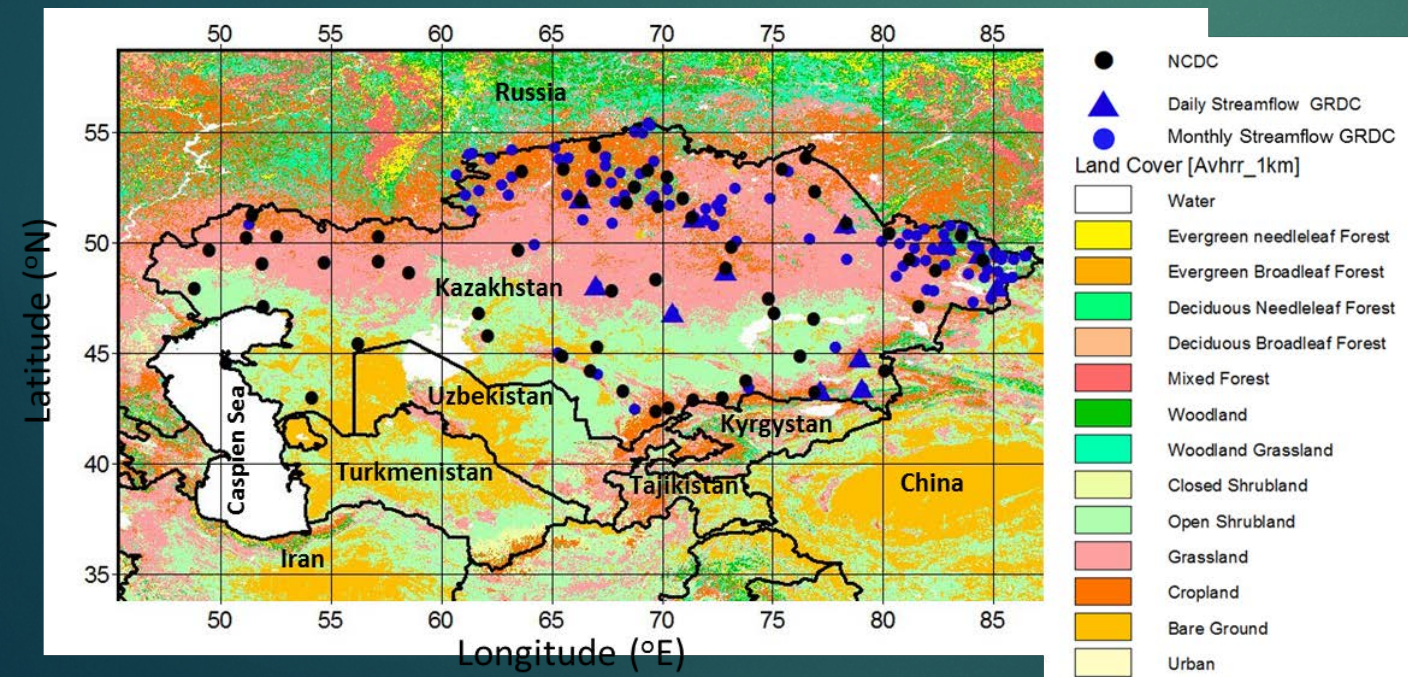 50 55 60 65 70 75 80 85
Russia
55
50
Kazakhstan
45
Uzbekistan
Kyrgystan
Caspien Sea
40
Turkmenistan
Tajikistan
China
Iran
35
50 55 60 65 70 75 80 85
Latitude (oN)
Longitude (oE)
NCDC
Daily Streamflow GRDC
Monthly Streamflow GRDC
Land Cover [Avhrr_1km]
Water
Evergreen needleleaf Forest
Evergreen Broadleaf Forest
Deciduous Needleleaf Forest
Deciduous Broadleaf Forest
Mixed Forest
Woodland
Woodland Grassland
Closed Shrubland
Open Shrubland
Grassland
Cropland
Bare Ground
Urban